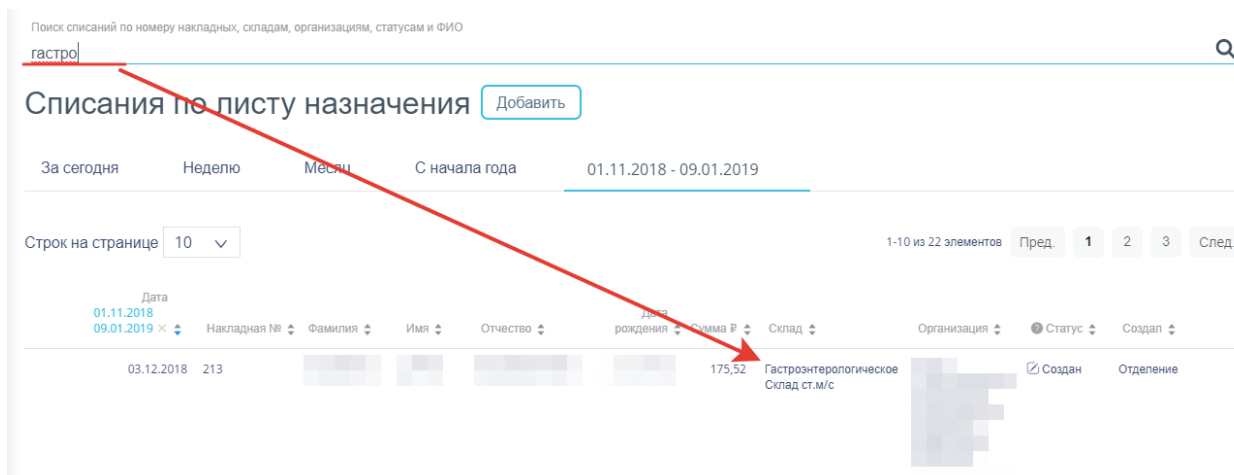 Поиск списаний по номеру накладных, складам, организациям, статусам и ФИО
гастро
Списания по листу назначения Добавить
За сегодня Неделю Месяц С начала года 01.11.2018 - 09.01.2019
Строк на странице 10 1-10 из 22 элементов Пред. 1 2 3 След.
Дата
01.11.2018
09.01.2019 × Накладная № Фамилия Имя Отчество Дата рождения Сумма ₽ Склад Организация Статус Создал
03.12.2018 213 175,52 Гастроэнтерологическое Создан Отделение
Склад ст.м/с